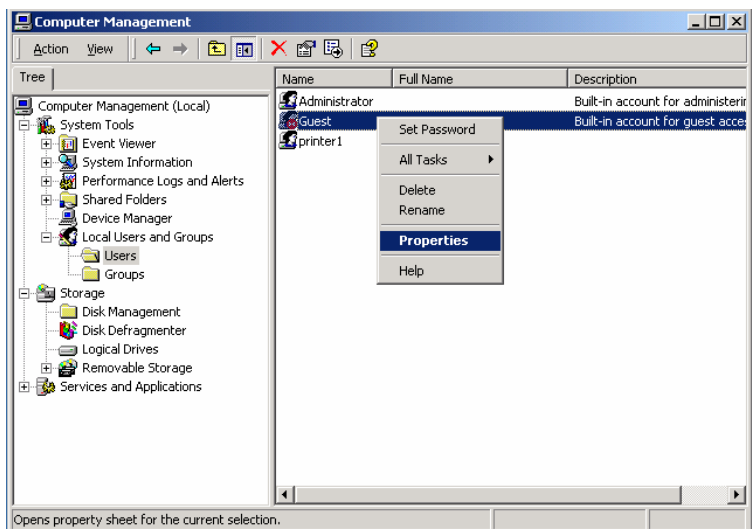 Computer Management
Action View
Tree
Name Full Name Description
Computer Management (Local)
System Tools
Event Viewer
System Information
Performance Logs and Alerts
Shared Folders
Device Manager
Local Users and Groups
Users
Groups
Storage
Disk Management
Disk Defragmenter
Logical Drives
Removable Storage
Services and Applications
Administrator Built-in account for administerin
Guest Built-in account for guest acce
printer1
Set Password
All Tasks
Delete
Rename
Properties
Help
Opens property sheet for the current selection.